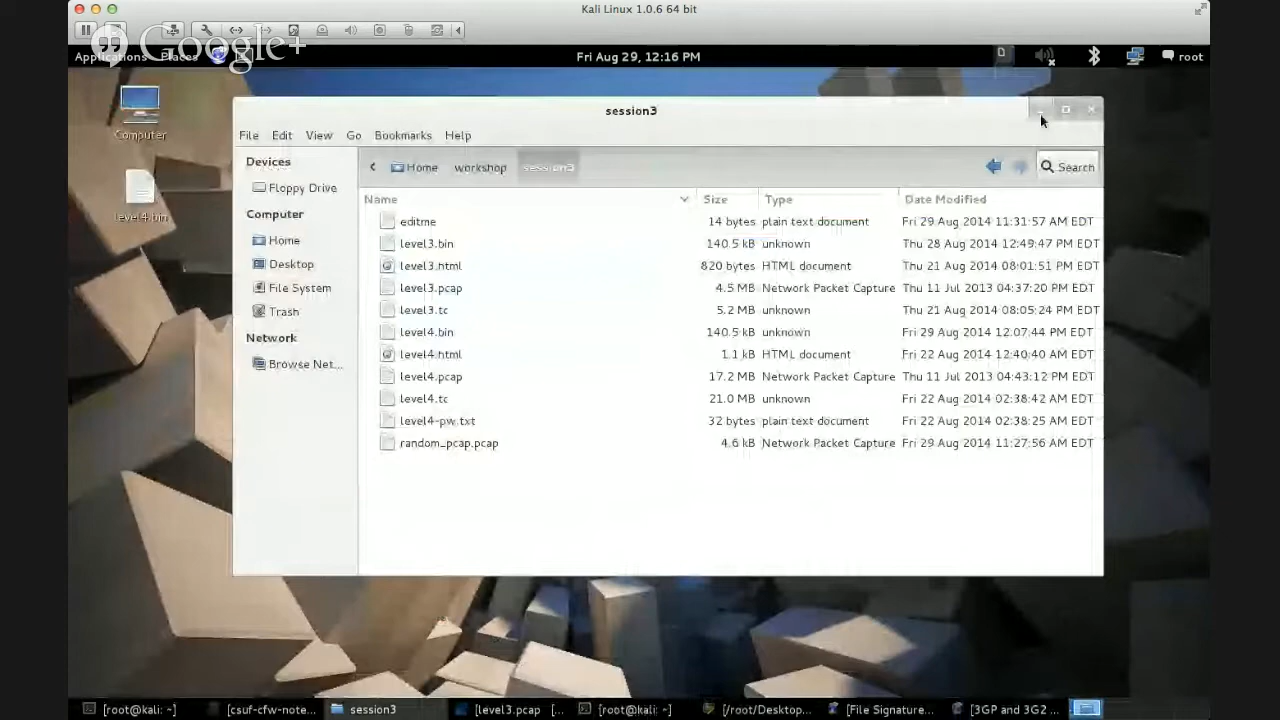 Kali Linux 1.0.6 64 bit
Google+
Applications Places Fri Aug 29, 12:16 PM root
Computer
level4.bin
session3
File Edit View Go Bookmarks Help
Devices
Floppy Drive
Computer
Home
Desktop
File System
Trash
Network
Browse Net...
Home workshop session3 Search
Name Size Type Date Modified
editme 14 bytes plain text document Fri 29 Aug 2014 11:31:57 AM EDT
level3.bin 140.5 kB unknown Thu 28 Aug 2014 12:49:47 PM EDT
level3.html 820 bytes HTML document Thu 21 Aug 2014 08:01:51 PM EDT
level3.pcap 4.5 MB Network Packet Capture Thu 11 Jul 2013 04:37:20 PM EDT
level3.tc 5.2 MB unknown Thu 21 Aug 2014 08:05:24 PM EDT
level4.bin 140.5 kB unknown Fri 29 Aug 2014 12:07:44 PM EDT
level4.html 1.1 kB HTML document Fri 22 Aug 2014 12:40:40 AM EDT
level4.pcap 17.2 MB Network Packet Capture Thu 11 Jul 2013 04:43:12 PM EDT
level4.tc 21.0 MB unknown Fri 22 Aug 2014 02:38:42 AM EDT
level4-pw.txt 32 bytes plain text document Fri 22 Aug 2014 02:38:25 AM EDT
random_pcap.pcap 4.6 kB Network Packet Capture Fri 29 Aug 2014 11:27:56 AM EDT
[root@kali: ~] [csuf-cfw-note... session3 [level3.pcap [... [root@kali: ~] [/root/Desktop... [File Signature... [3GP and 3G2 ...